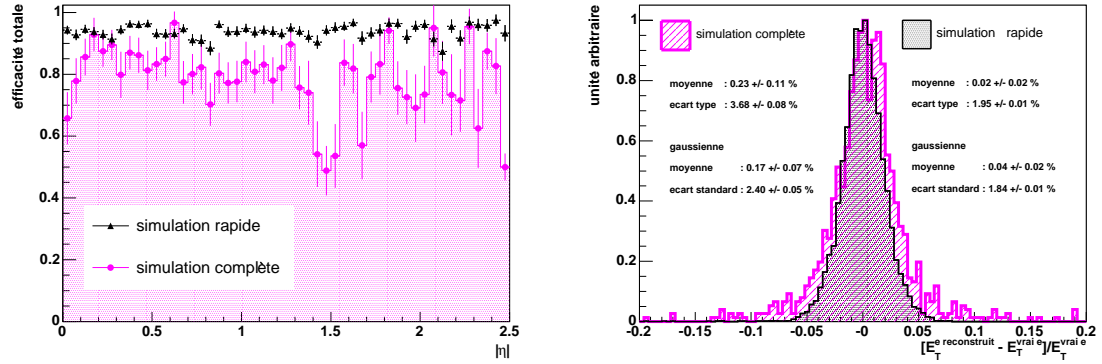 efficacité totale
1
0.8
0.6
0.4
0.2
0
simulation rapide
simulation complète
0 0.5 1 1.5 2 2.5
|η|
unité arbitraire
1
0.8
0.6
0.4
0.2
0
simulation complète
simulation rapide
moyenne : 0.23 +/- 0.11 %
ecart type : 3.68 +/- 0.08 %
moyenne : 0.02 +/- 0.02 %
ecart type : 1.95 +/- 0.01 %
gaussienne
moyenne : 0.17 +/- 0.07 %
ecart standard : 2.40 +/- 0.05 %
gaussienne
moyenne : 0.04 +/- 0.02 %
ecart standard : 1.84 +/- 0.01 %
-0.2 -0.15 -0.10 -0.05 -0 0.05 0.10 0.15 0.2
[E_T^e reconstruit - E_T^vrai e]/E_T^vrai e